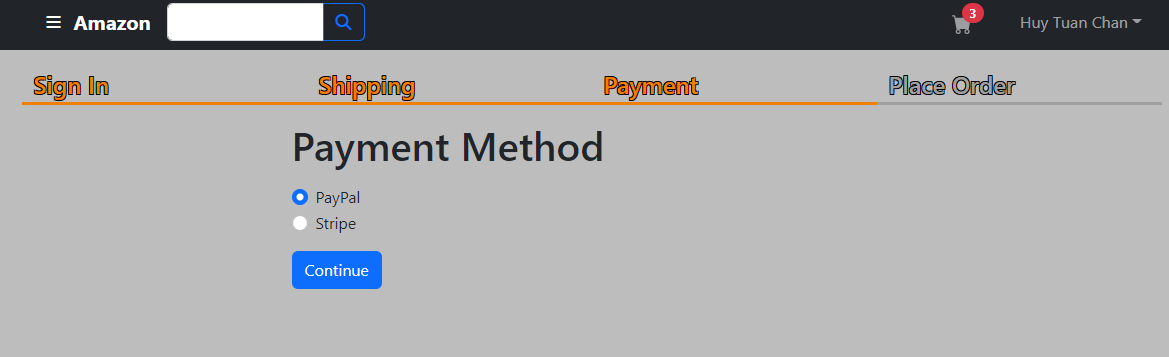 Amazon 3 Huy Tuan Chan
Sign In Shipping Payment Place Order
Payment Method
PayPal
Stripe
Continue